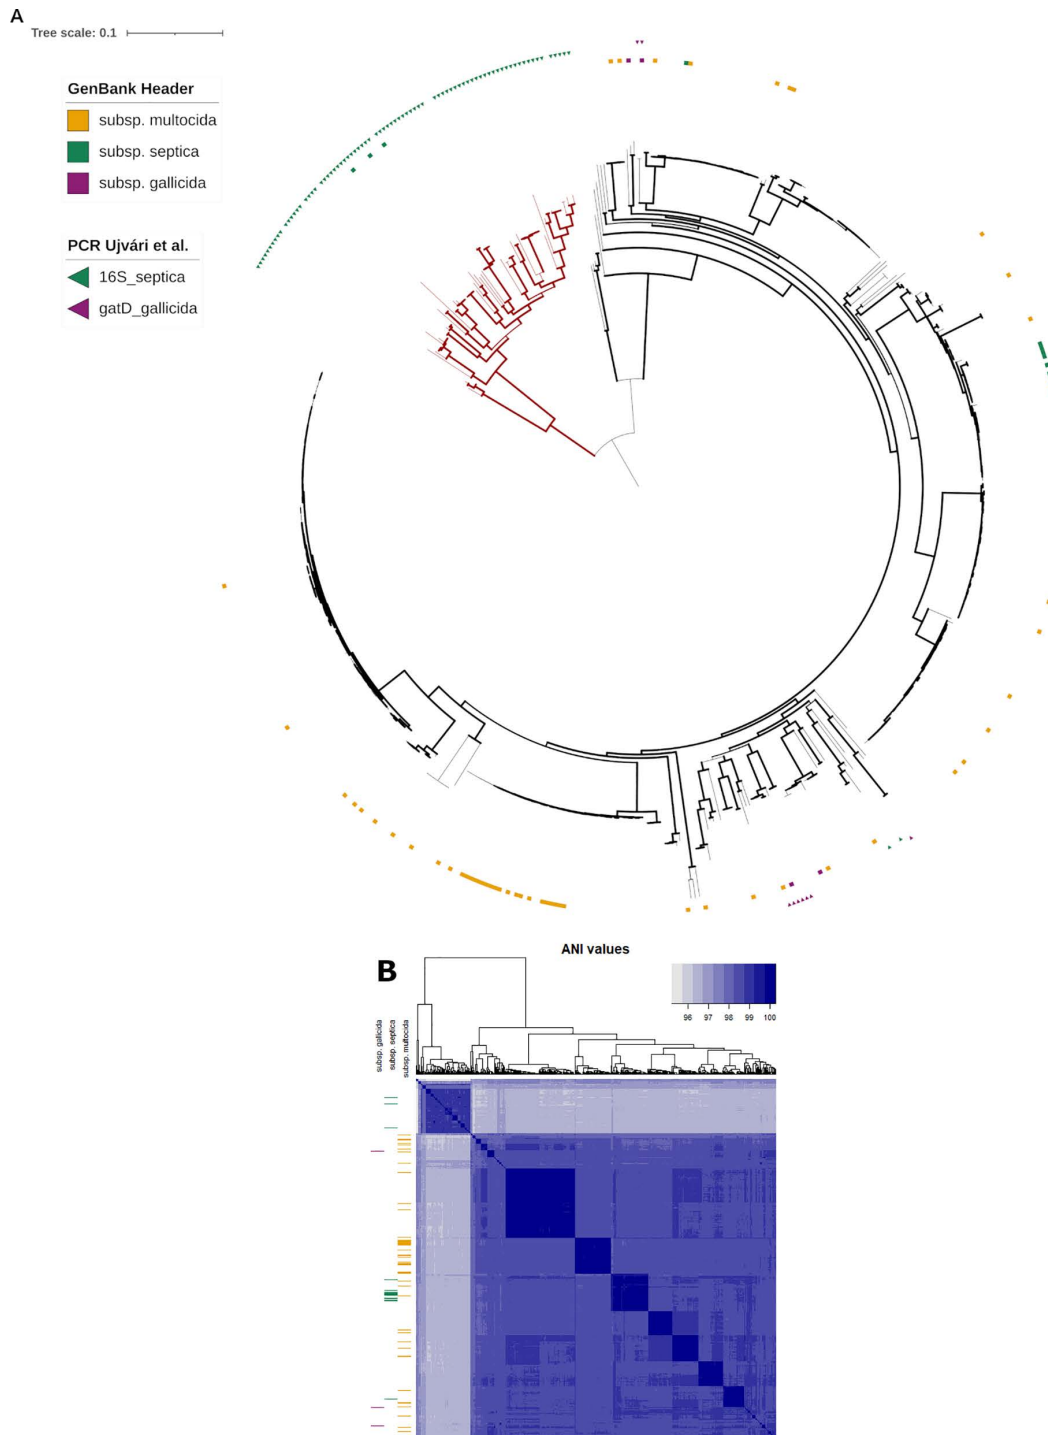 A
Tree scale: 0.1
GenBank Header
subsp. multocida
subsp. septica
subsp. gallicida
PCR Ujvári et al.
16S_septica
gatD_gallicida
B
ANI values
96 97 98 99 100
subsp. gallicida
subsp. septica
subsp. multocida